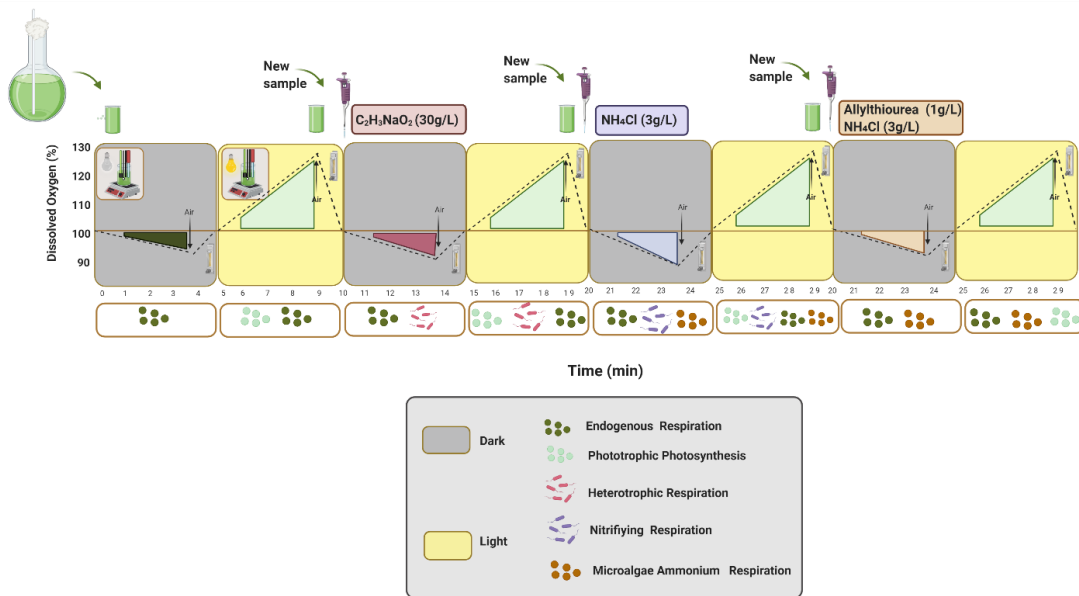 New
sample
New
sample
New
sample
C₂H₃NaO₂ (30g/L)
NH₄Cl (3g/L)
Allylthiourea (1g/L)
NH₄Cl (3g/L)
Dissolved Oxygen (%)
130
120
110
100
90
Air
Air
Air
Air
Air
Air
Air
Air
0 1 2 3 4 5 6 7 8 9 10 11 12 13 14 15 16 17 18 19 20 21 22 23 24 25 26 27 28 29 20 21 22 23 24 25 26 27 28 29 20
Time (min)
Dark
Light
Endogenous Respiration
Phototrophic Photosynthesis
Heterotrophic Respiration
Nitrifiying Respiration
Microalgae Ammonium Respiration